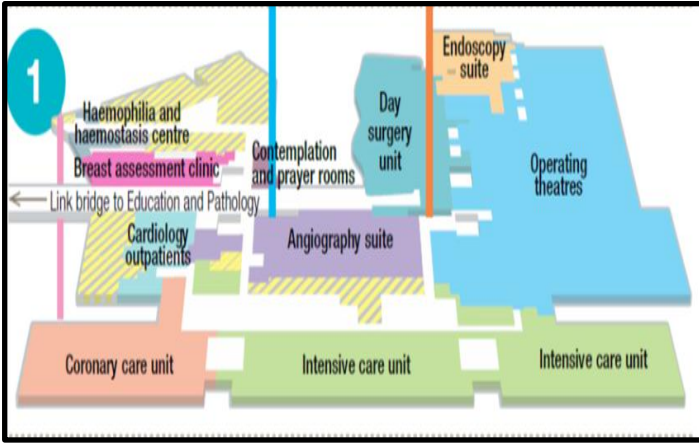 1
Endoscopy
suite
Haemophilia and
haemostasis centre
Day
surgery
unit
Breast assessment clinic
Contemplation
and prayer rooms
Operating
theatres
Link bridge to Education and Pathology
Cardiology
outpatients
Angiography suite
Coronary care unit
Intensive care unit
Intensive care unit